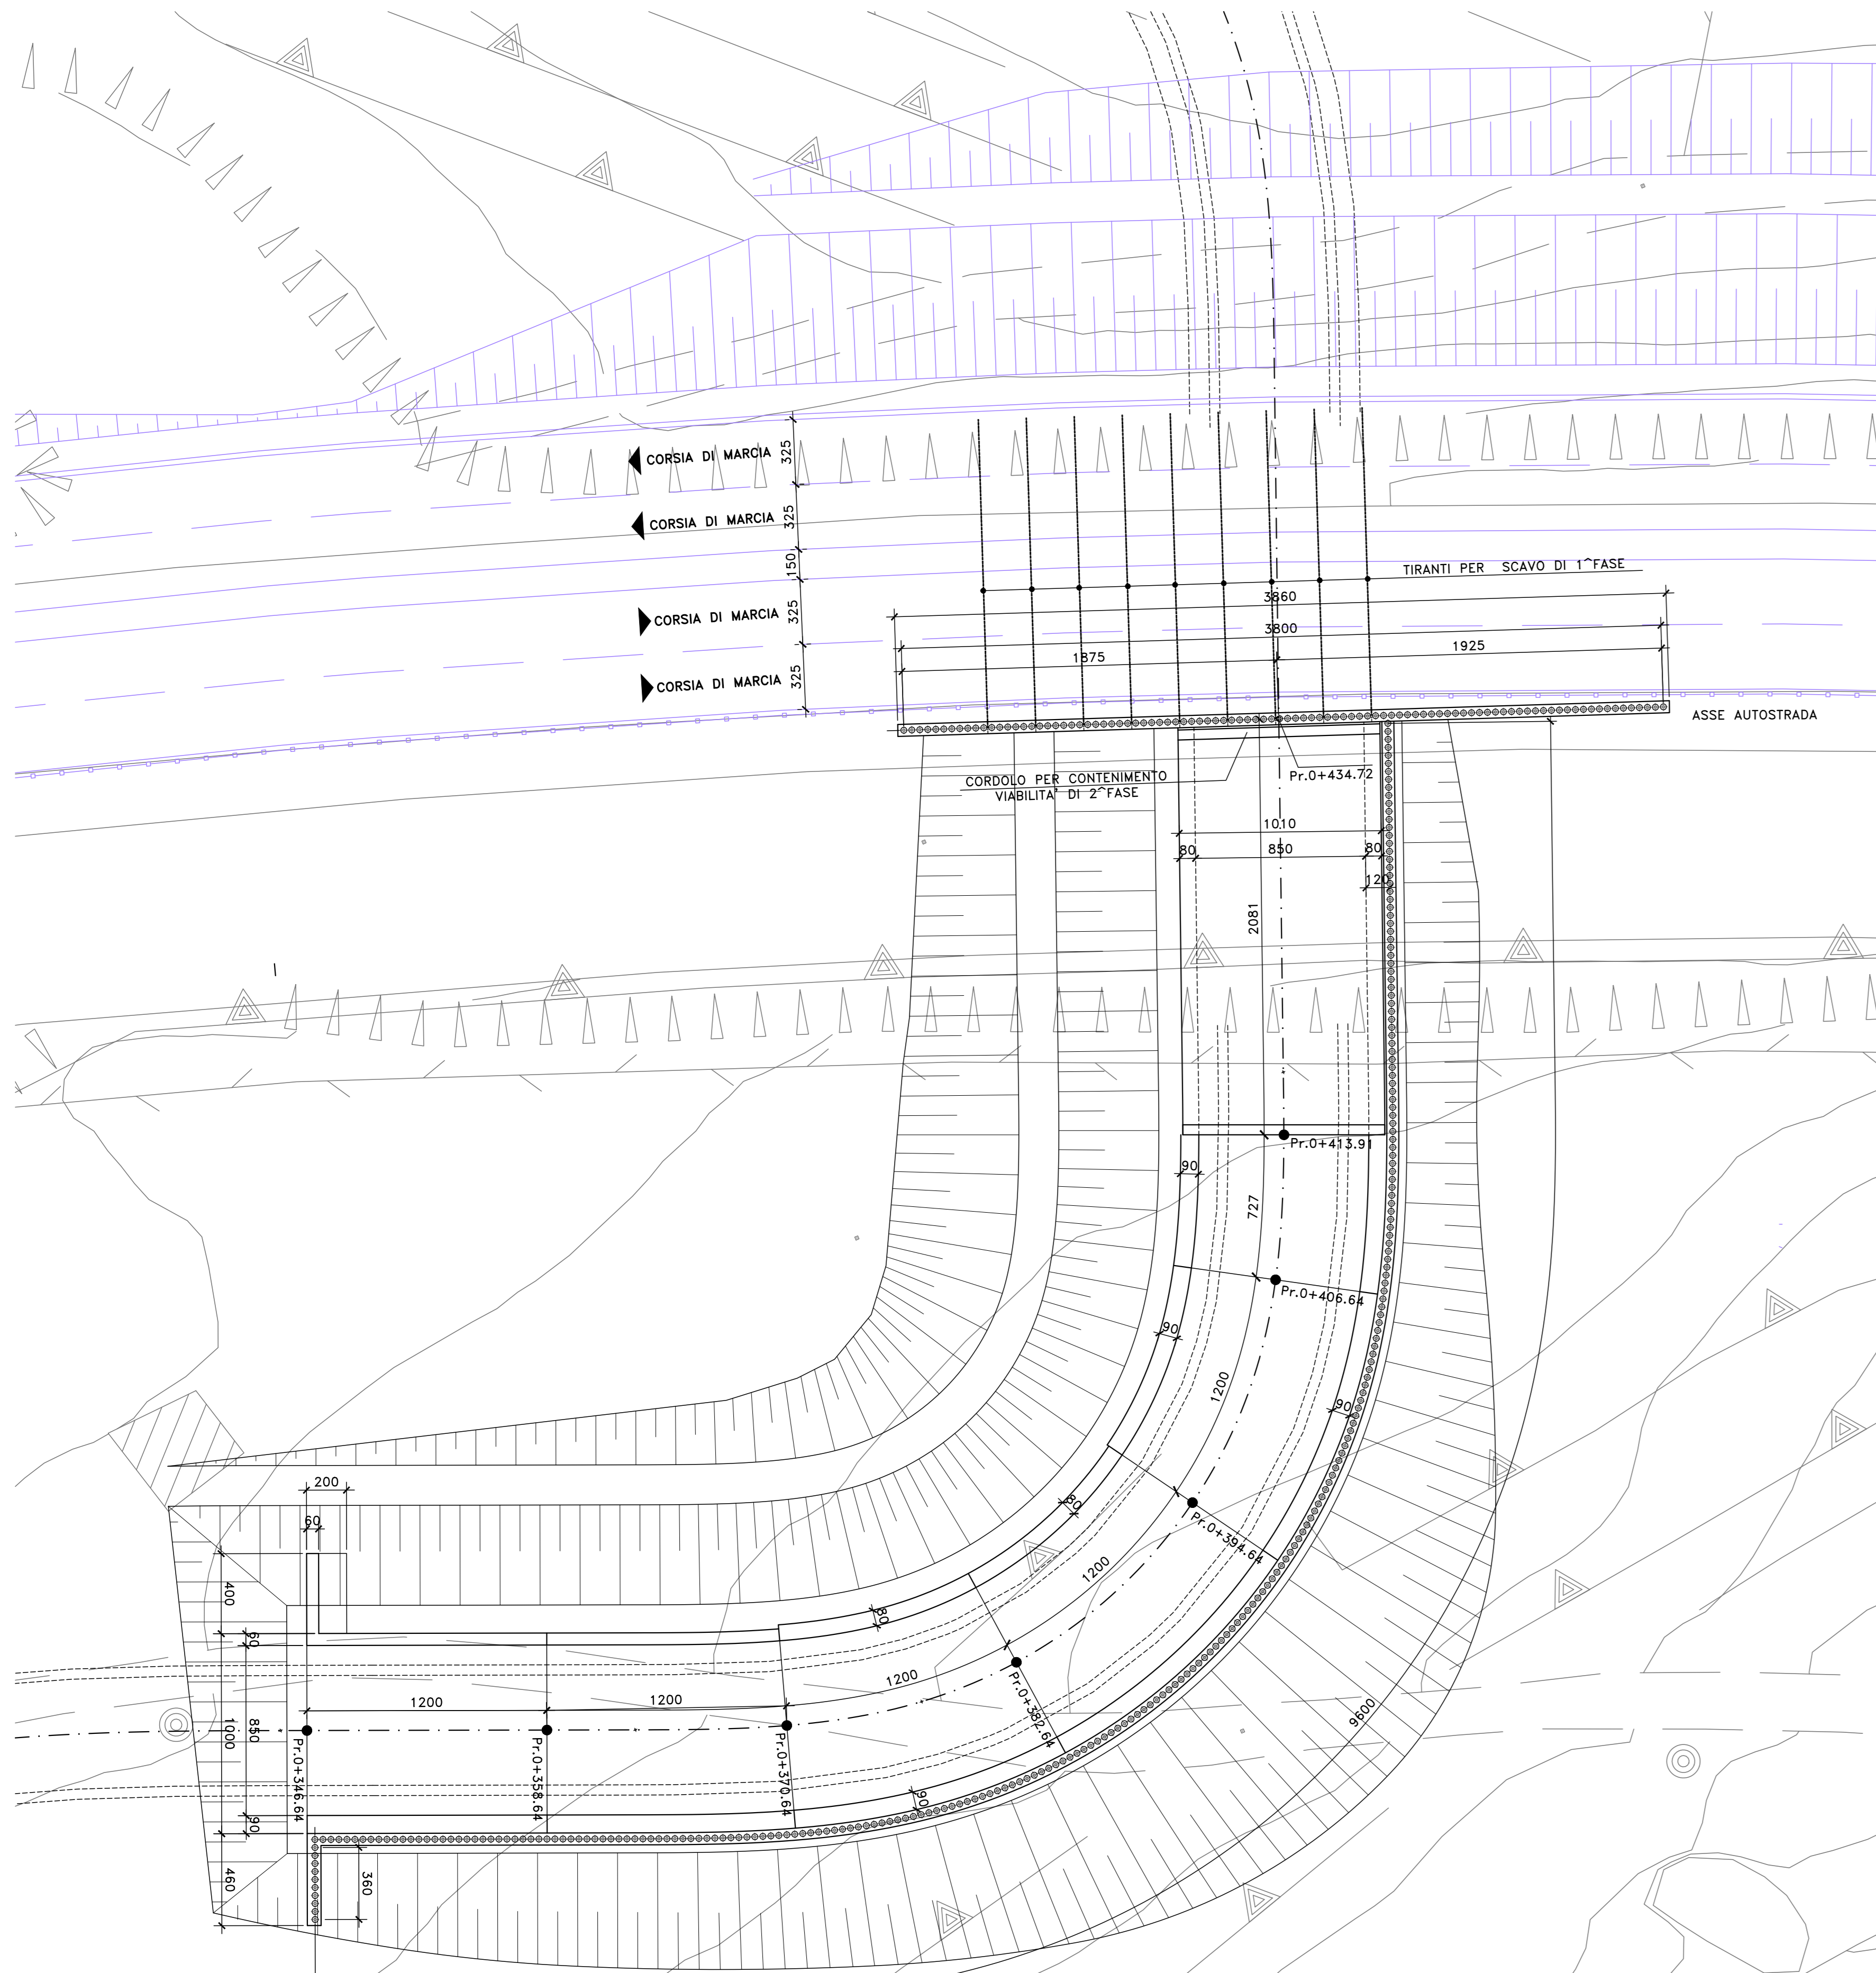 CORSIA DI MARCIA
325
CORSIA DI MARCIA
325
150
TIRANTI PER SCAVO DI 1^FASE
3860
CORSIA DI MARCIA
325
3800
1875
1925
CORSIA DI MARCIA
325
ASSE AUTOSTRADA
CORDOLO PER CONTENIMENTO
VIABILITA' DI 2^FASE
Pr.0+434.72
1010
80
850
80
120
2081
Pr.0+413.91
90
727
Pr.0+406.64
90
1200
90
200
60
80
Pr.0+394.64
1200
400
80
60
1200
Pr.0+382.64
1200
1200
9600
1000
850
Pr.0+346.64
Pr.0+358.64
Pr.0+370.64
90
90
460
360